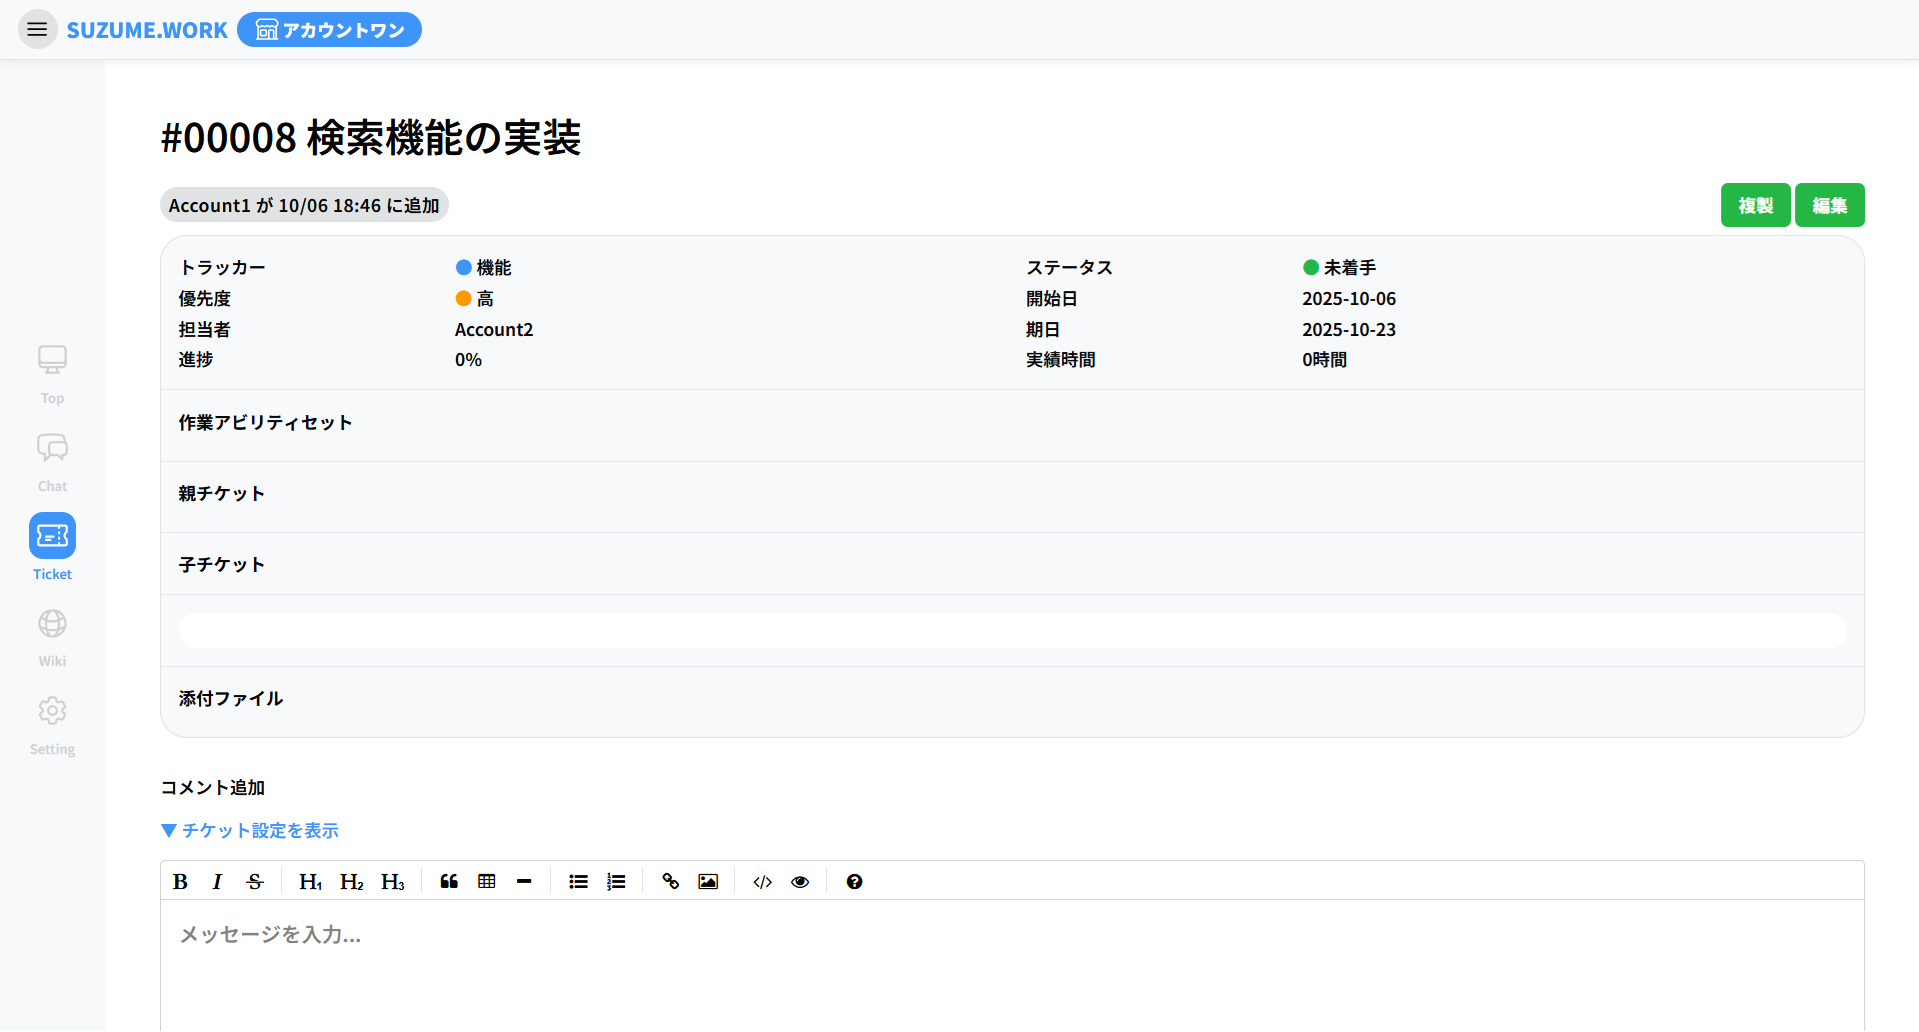 SUZUME.WORK アカウントワン
#00008 検索機能の実装
Account1 が 10/06 18:46 に追加
複製 編集
トラッカー 機能 ステータス 未着手
優先度 高 開始日 2025-10-06
担当者 Account2 期日 2025-10-23
進捗 0% 実績時間 0時間
作業アビリティセット
親チケット
子チケット
添付ファイル
Top
Chat
Ticket
Wiki
Setting
コメント追加
▼ チケット設定を表示
B I S H1 H2 H3
メッセージを入力...